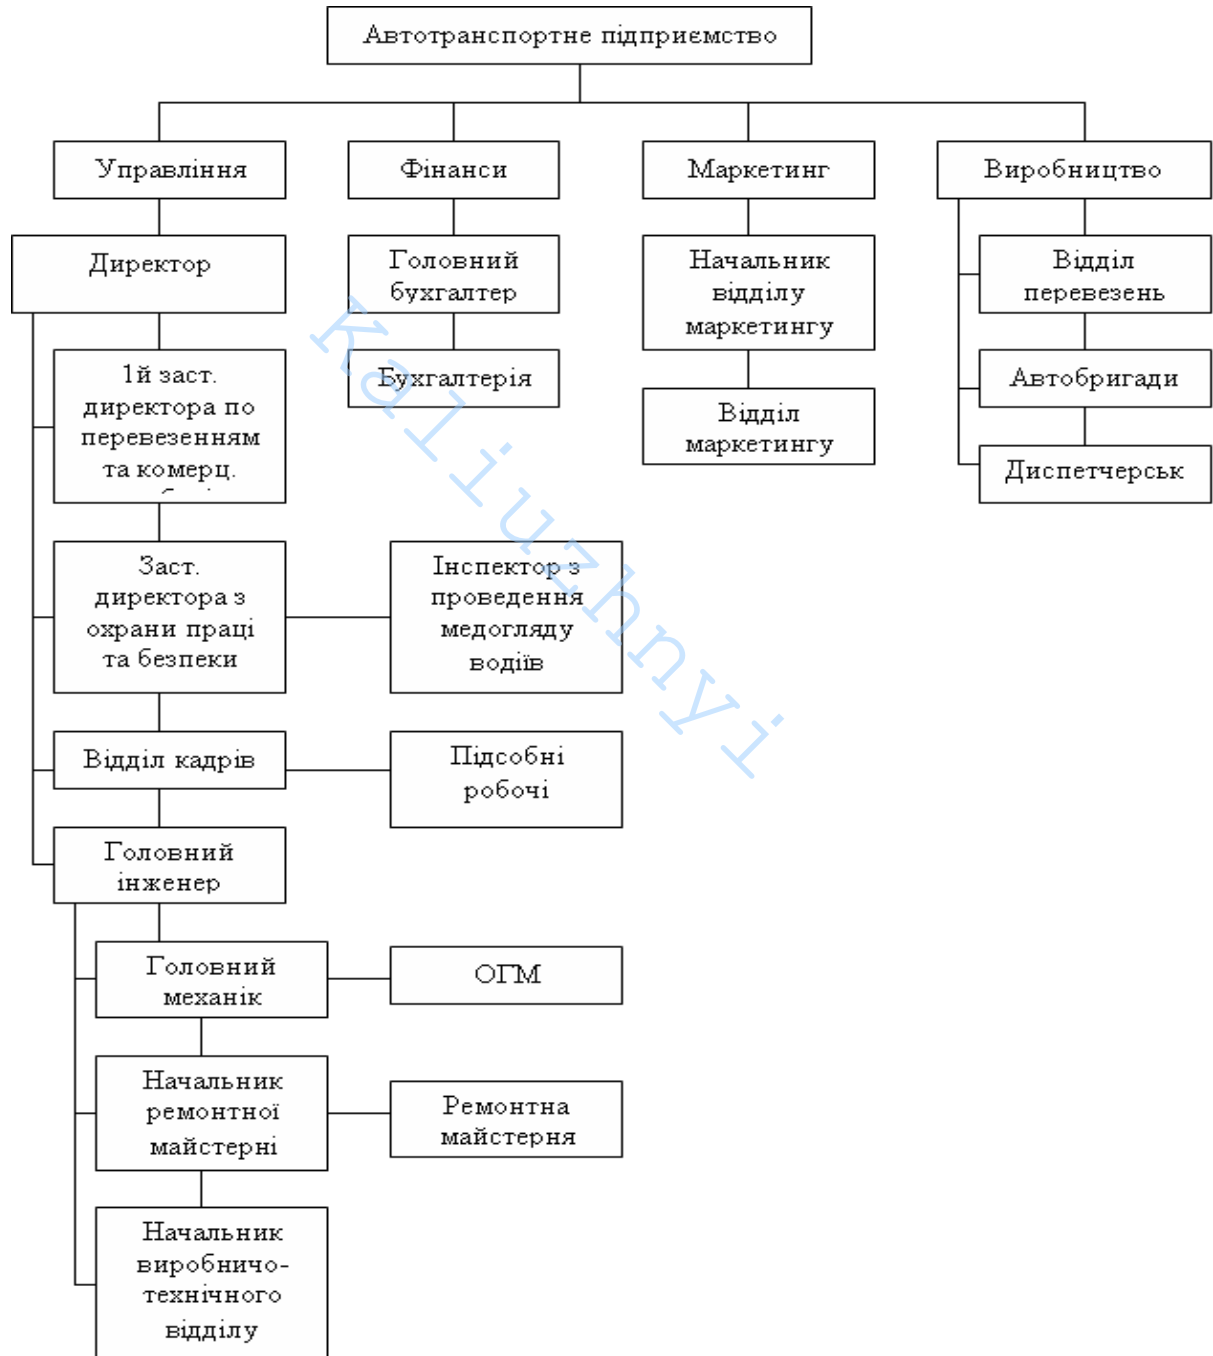 Автотранспортне підприємство
Управління
Фінанси
Маркетинг
Виробництво
Директор
Головний
бухгалтер
Начальник
відділу
маркетингу
Відділ
перевезень
1й заст.
директора по
перевезенням
та комерц.
Бухгалтерія
Відділ
маркетингу
Автобригади
Диспетчерськ
Заст.
директора з
охрани праці
та безпеки
Інспектор з
проведення
медогляду
водіїв
Відділ кадрів
Підсобні
робочі
Головний
інженер
Головний
механік
ОГМ
Начальник
ремонтної
майстерні
Ремонтна
майстерня
Начальник
виробничо-
технічного
відділу
Kaliuzhnyi